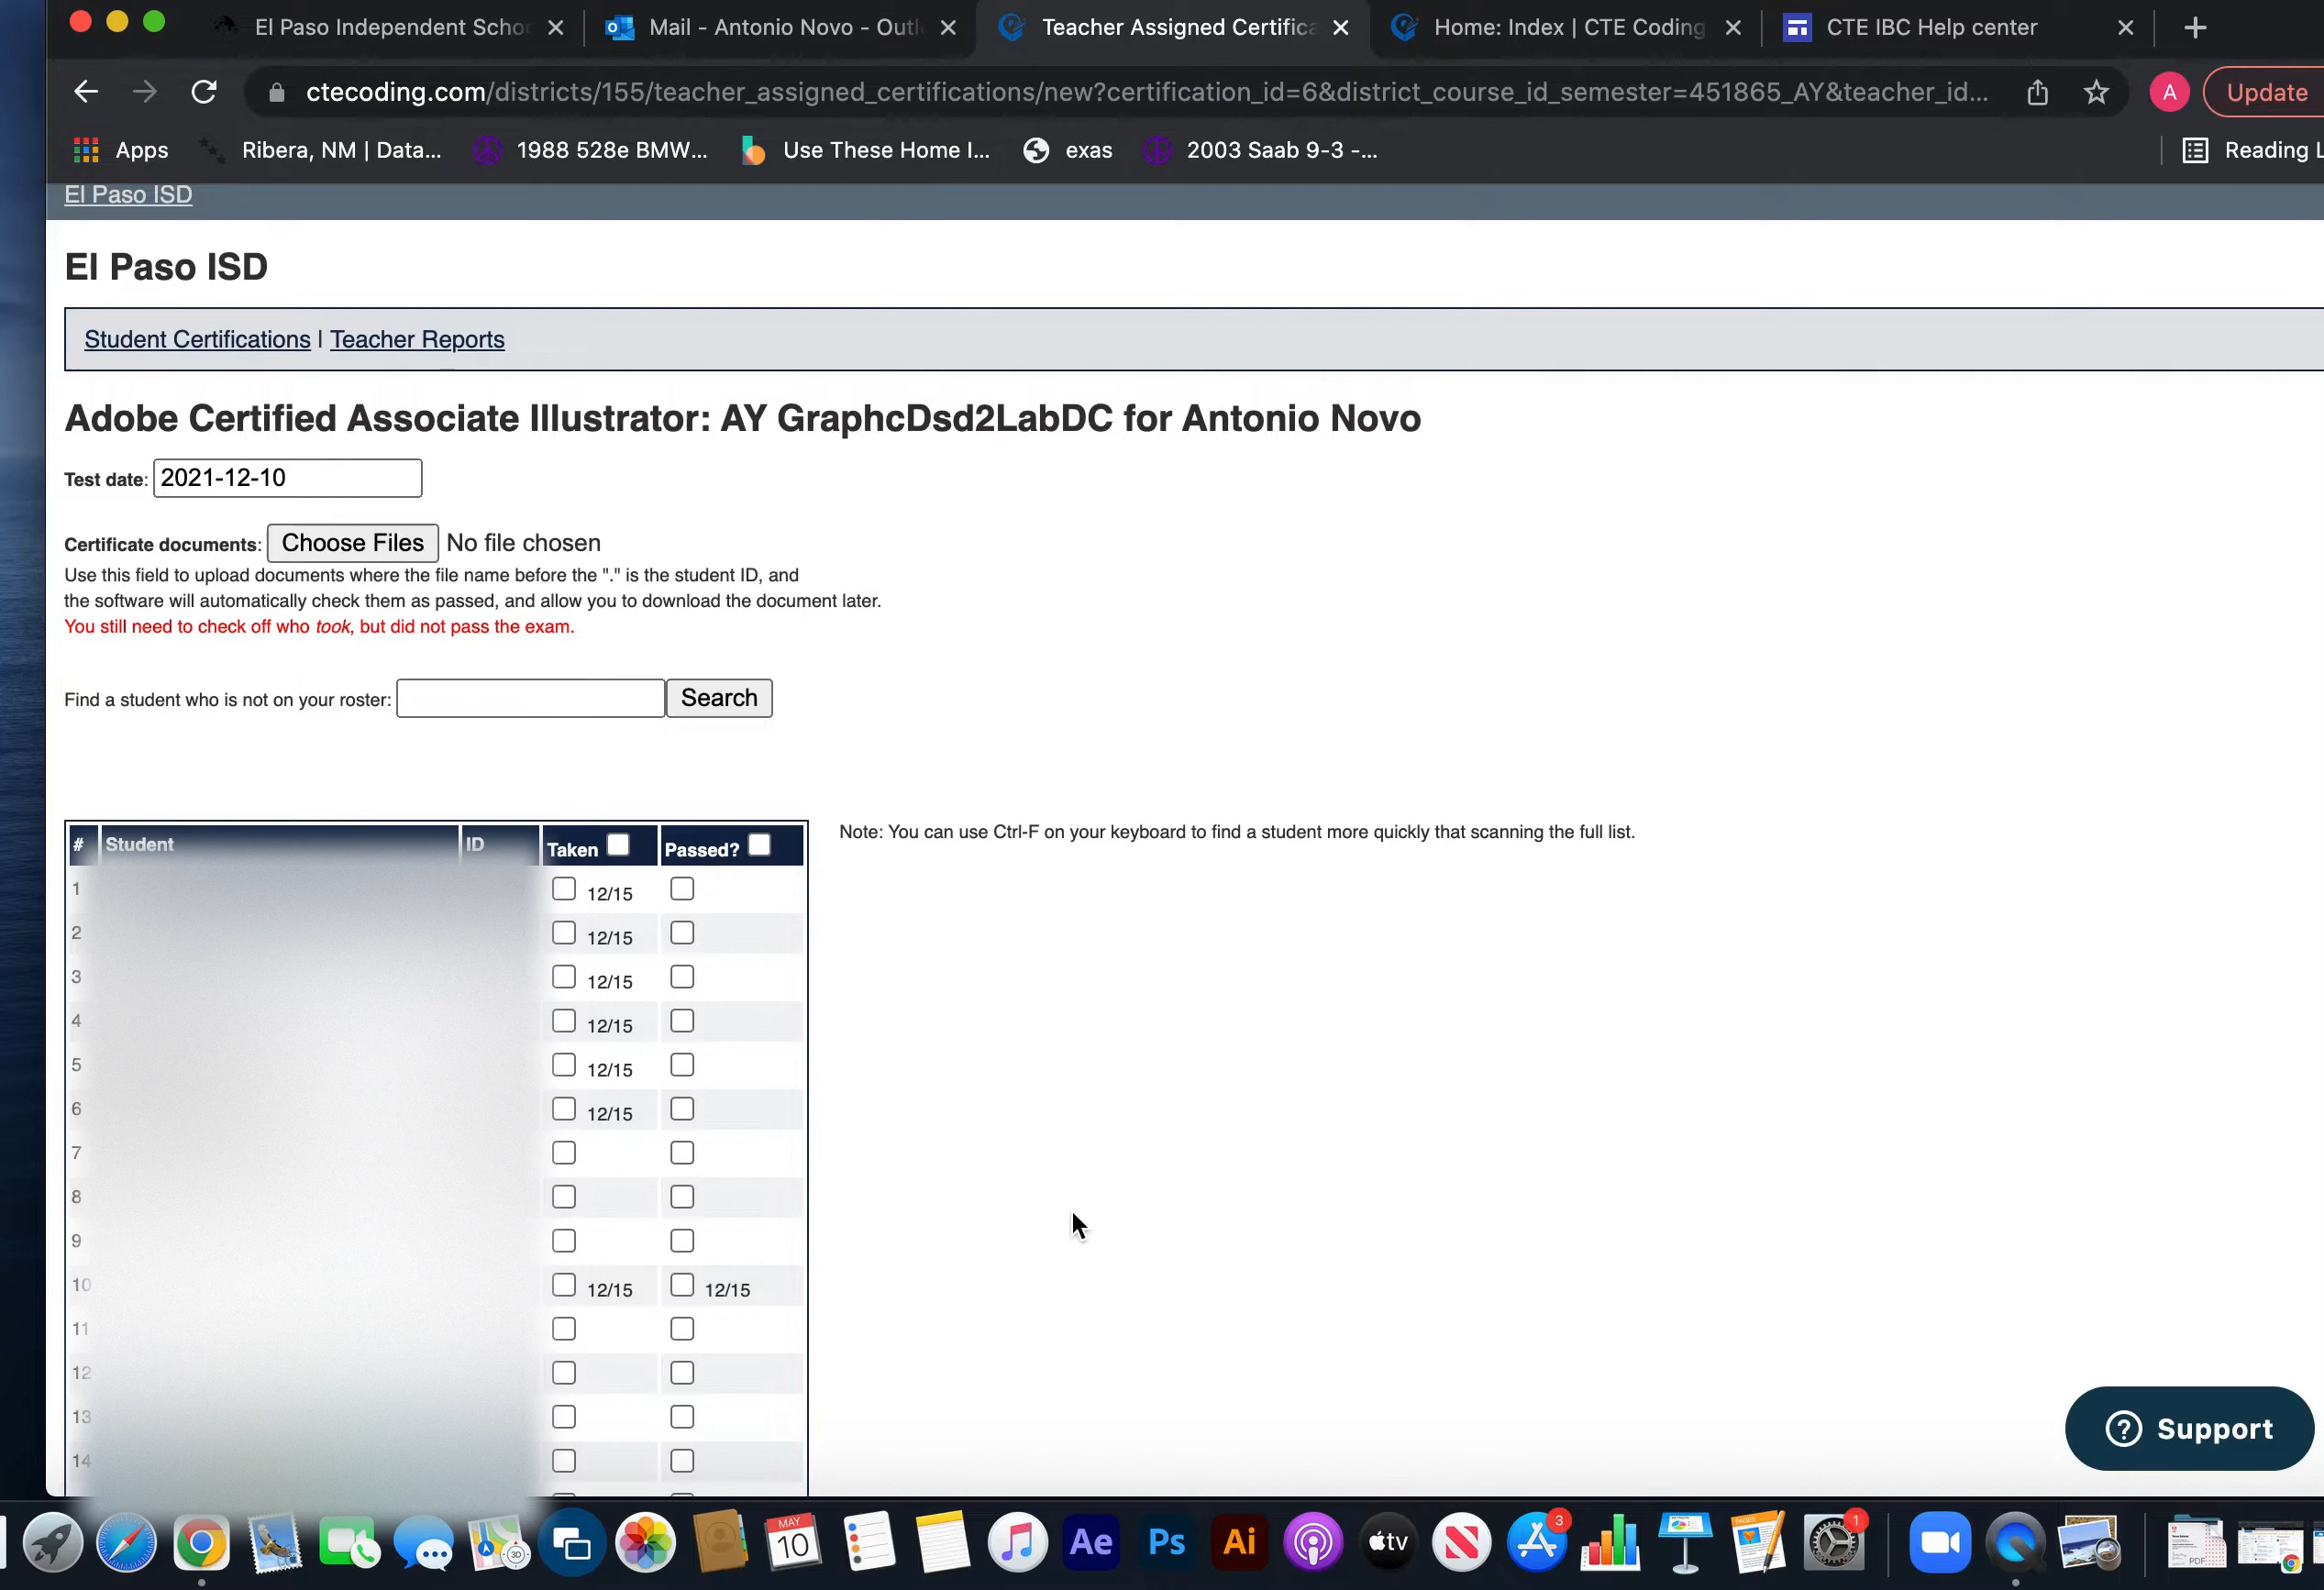 El Paso Independent Scho
Mail - Antonio Novo - Outl
Teacher Assigned Certifica
Home: Index | CTE Coding
CTE IBC Help center
ctecoding.com/districts/155/teacher_assigned_certifications/new?certification_id=6&district_course_id_semester=451865_AY&teacher_id...
A
Update
Apps
Ribera, NM | Data...
1988 528e BMW...
Use These Home I...
exas
2003 Saab 9-3 -...
Reading L
El Paso ISD
El Paso ISD
Student Certifications | Teacher Reports
Adobe Certified Associate Illustrator: AY GraphcDsd2LabDC for Antonio Novo
Test date: 2021-12-10
Certificate documents: Choose Files No file chosen
Use this field to upload documents where the file name before the "." is the student ID, and
the software will automatically check them as passed, and allow you to download the document later.
You still need to check off who took, but did not pass the exam.
Find a student who is not on your roster: Search
# Student ID Taken Passed?
Note: You can use Ctrl-F on your keyboard to find a student more quickly that scanning the full list.
1 12/15
2 12/15
3 12/15
4 12/15
5 12/15
6 12/15
7
8
9
10 12/15 12/15
11
12
13
14
Support
3D
MAY
10
Ae
Ps
Ai
tv
3
PAGES
1
PDF